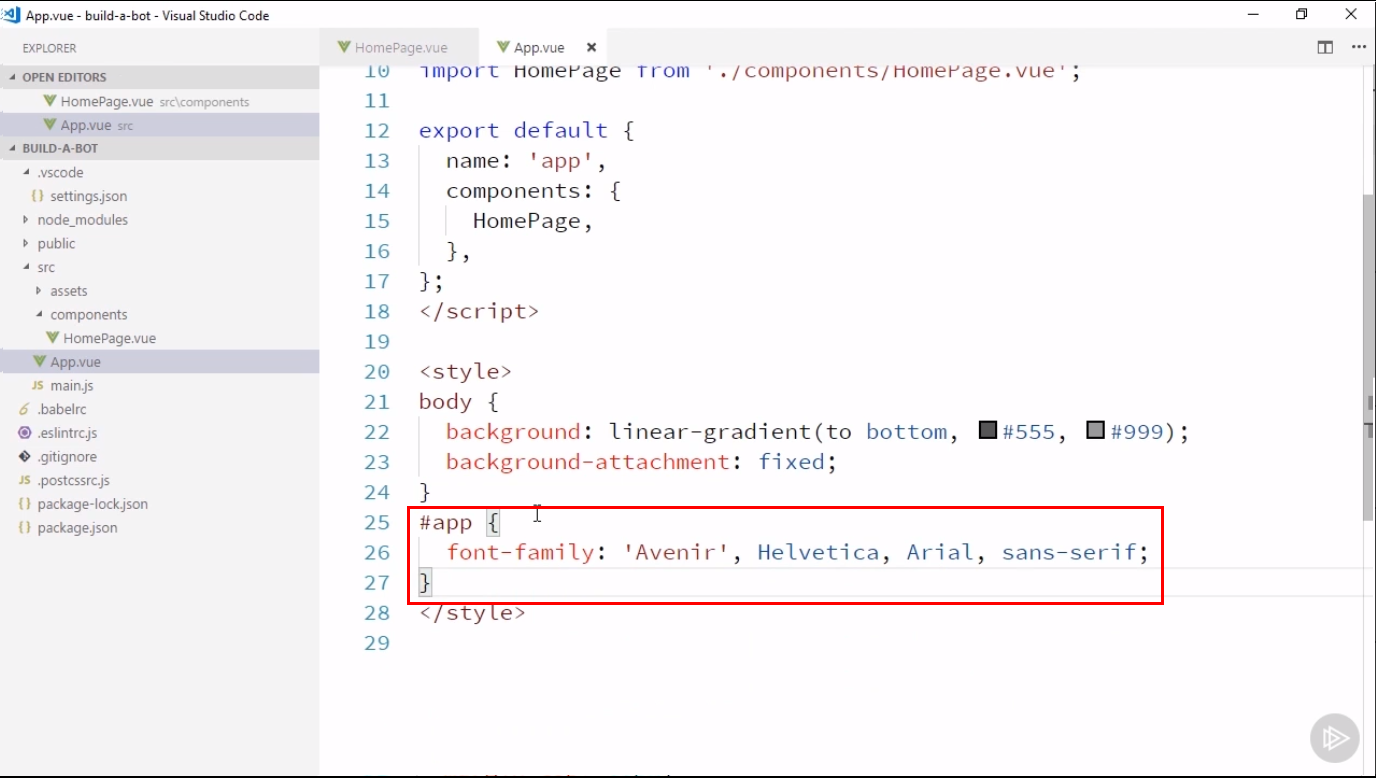 App.vue - build-a-bot - Visual Studio Code
EXPLORER
OPEN EDITORS
HomePage.vue src\components
App.vue src
BUILD-A-BOT
.vscode
{} settings.json
node_modules
public
src
assets
components
HomePage.vue
App.vue
JS main.js
6 .babelrc
.eslintrc.js
.gitignore
JS .postcssrc.js
{} package-lock.json
{} package.json
HomePage.vue App.vue
10 import HomePage from './components/HomePage.vue';
11
12 export default {
13 name: 'app',
14 components: {
15 HomePage,
16 },
17 };
18 </script>
19
20 <style>
21 body {
22 background: linear-gradient(to bottom, #555, #999);
23 background-attachment: fixed;
24 }
25 #app {
26 font-family: 'Avenir', Helvetica, Arial, sans-serif;
27 }
28 </style>
29